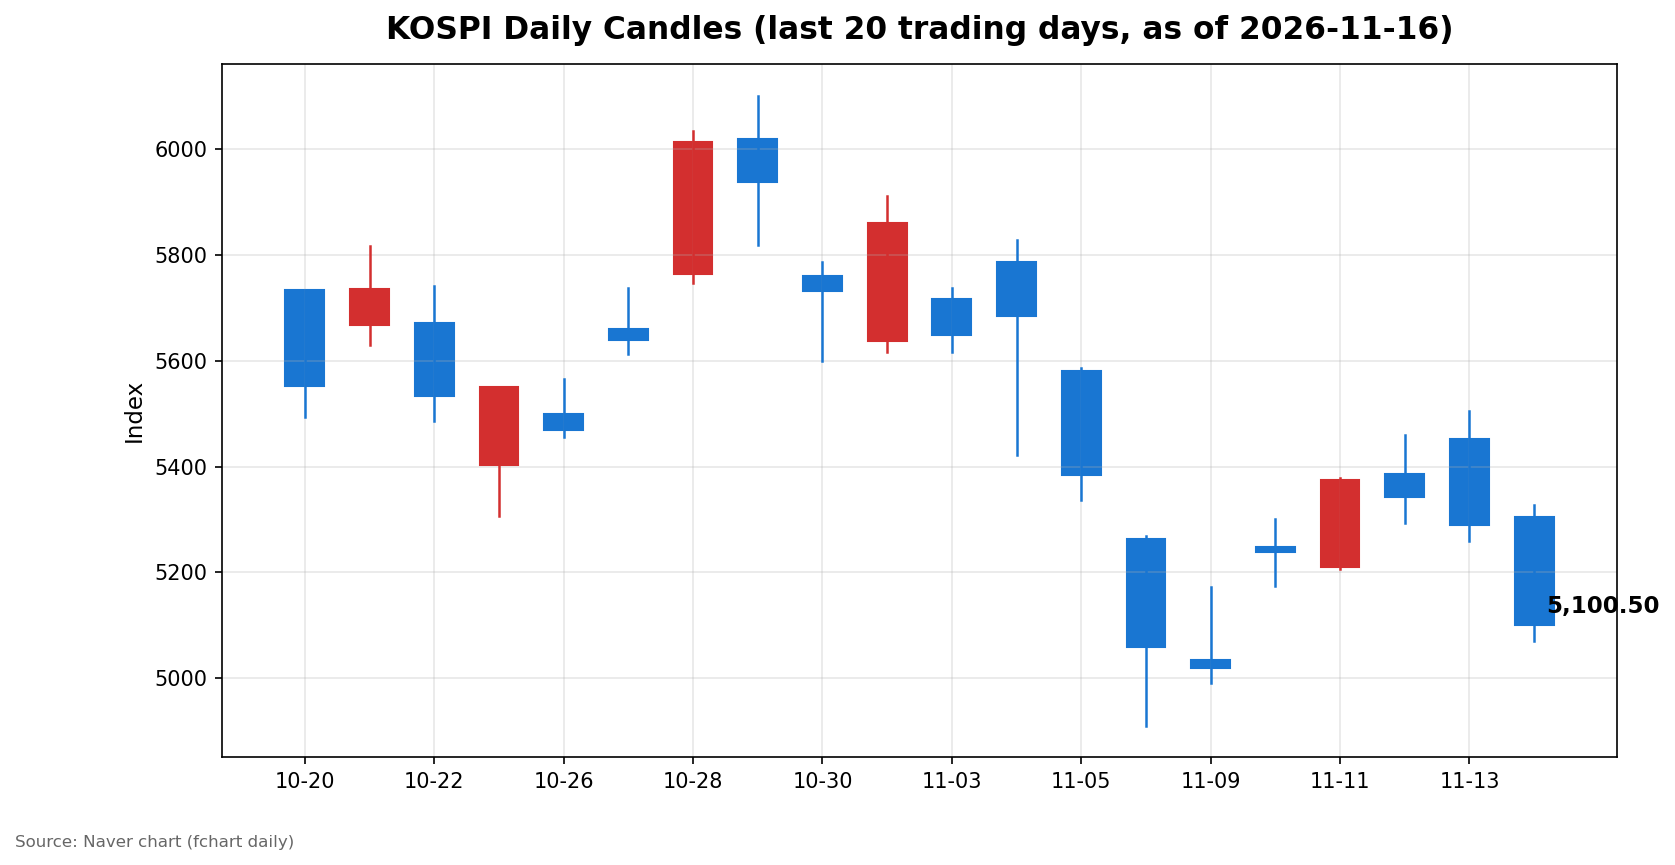 KOSPI Daily Candles (last 20 trading days, as of 2026-11-16)
6000
5800
5600
5400
5200
5000
Index
5,100.50
10-20 10-22 10-26 10-28 10-30 11-03 11-05 11-09 11-11 11-13
Source: Naver chart (fchart daily)